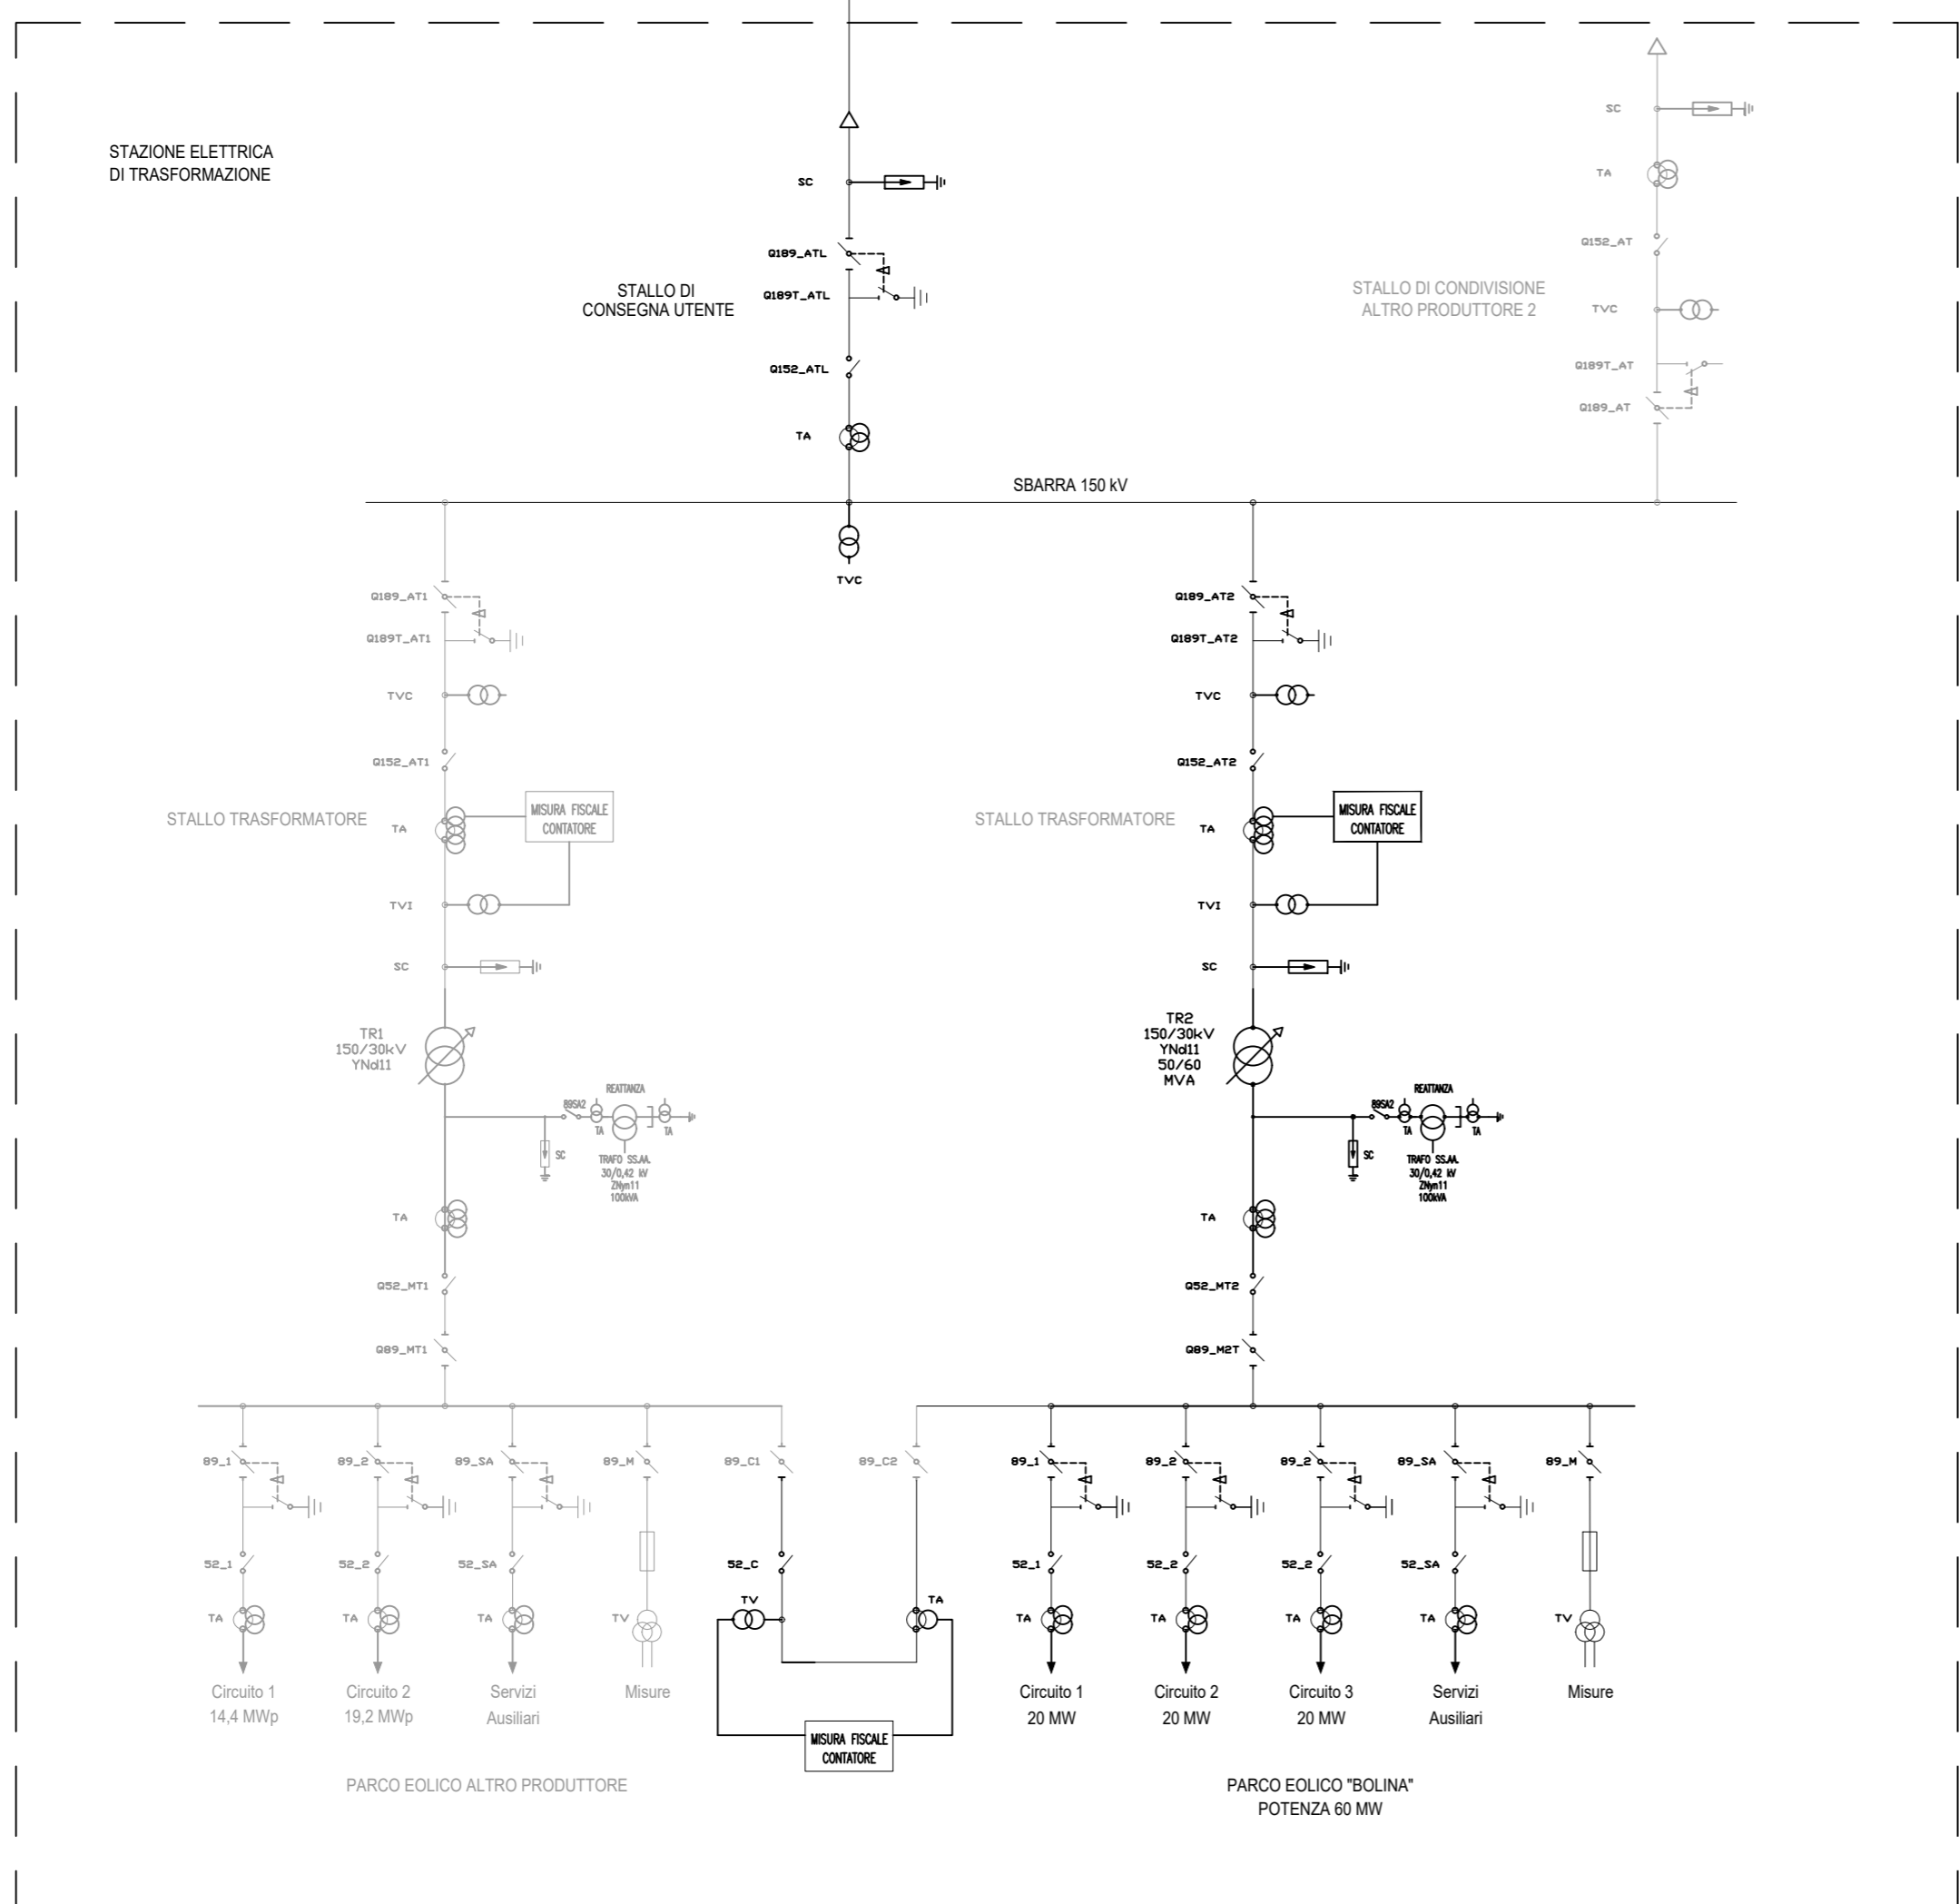 STAZIONE ELETTRICA
DI TRASFORMAZIONE
SC
Q189_ATL
Q189T_ATL
STALLO DI
CONSEGNA UTENTE
Q152_ATL
TA
SC
TA
Q152_AT
STALLO DI CONDIVISIONE
ALTRO PRODUTTORE 2
TVC
Q189T_AT
Q189_AT
SBARRA 150 kV
TVC
Q189_AT1
Q189T_AT1
TVC
Q152_AT1
STALLO TRASFORMATORE
TA
MISURA FISCALE
CONTATORE
TVI
SC
TR1
150/30kV
YNd11
REATTANZA
89SA2
TA
TA
SC
TRAFO SS.AA.
30/0,42 kV
ZNyn11
100kVA
TA
Q52_MT1
Q89_MT1
Q189_AT2
Q189T_AT2
TVC
Q152_AT2
STALLO TRASFORMATORE
TA
MISURA FISCALE
CONTATORE
TVI
SC
TR2
150/30kV
YNd11
50/60
MVA
REATTANZA
89SA2
TA
TA
SC
TRAFO SS.AA.
30/0,42 kV
ZNyn11
100kVA
TA
Q52_MT2
Q89_M2T
89_1
89_2
89_SA
89_M
89_C1
89_C2
89_1
89_2
89_2
89_SA
89_M
52_1
52_2
52_SA
52_C
52_1
52_2
52_2
52_SA
TV
TA
TA
TA
TA
TV
TA
TA
TA
TA
TV
Circuito 1
14,4 MWp
Circuito 2
19,2 MWp
Servizi
Ausiliari
Misure
MISURA FISCALE
CONTATORE
Circuito 1
20 MW
Circuito 2
20 MW
Circuito 3
20 MW
Servizi
Ausiliari
Misure
PARCO EOLICO ALTRO PRODUTTORE
PARCO EOLICO "BOLINA"
POTENZA 60 MW